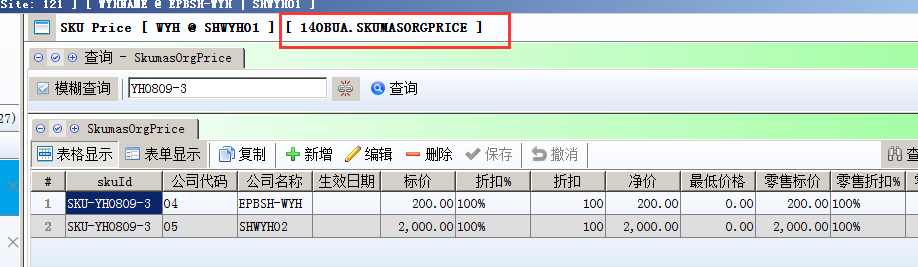 Site: 121 ] [ WYHNAME @ EPBSH-WYH | SHWYH01 ]
SKU Price [ WYH @ SHWYH01 ] [ 140BUA.SKUMASORGPRICE ]
查询 - SkumasOrgPrice
模糊查询 YH0809-3 查询
27)
SkumasOrgPrice
表格显示 表单显示 复制 新增 编辑 删除 保存 撤消 查
# skuId 公司代码 公司名称 生效日期 标价 折扣% 折扣 净价 最低价格 零售标价 零售折扣%
1 SKU-YH0809-3 04 EPBSH-WYH 200.00 100% 100 200.00 0.00 200.00 100%
2 SKU-YH0809-3 05 SHWYH02 2,000.00 100% 100 2,000.00 0.00 2,000.00 100%